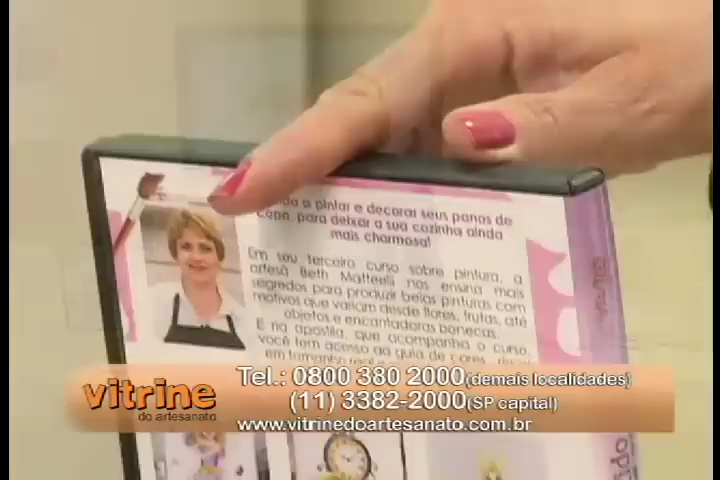 a pintar e decorar seus panos de
Copa, para deixar a sua cozinha ainda
mais charmosa!
Em seu terceiro curso sobre pintura, a
artesã Beth Matteelli nos ensina mais
segredos para produzir belas pinturas com
motivos que variam desde flores, frutas, até
objetos e encantadoras bonecas.
E na apostila, que acompanha o curso,
você tem acesso ao guia de cores,
em tamanho real
vitrine
do artesanato
Tel.: 0800 380 2000(demais localidades)
(11) 3382-2000(SP capital)
www.vitrinedoartesanato.com.br